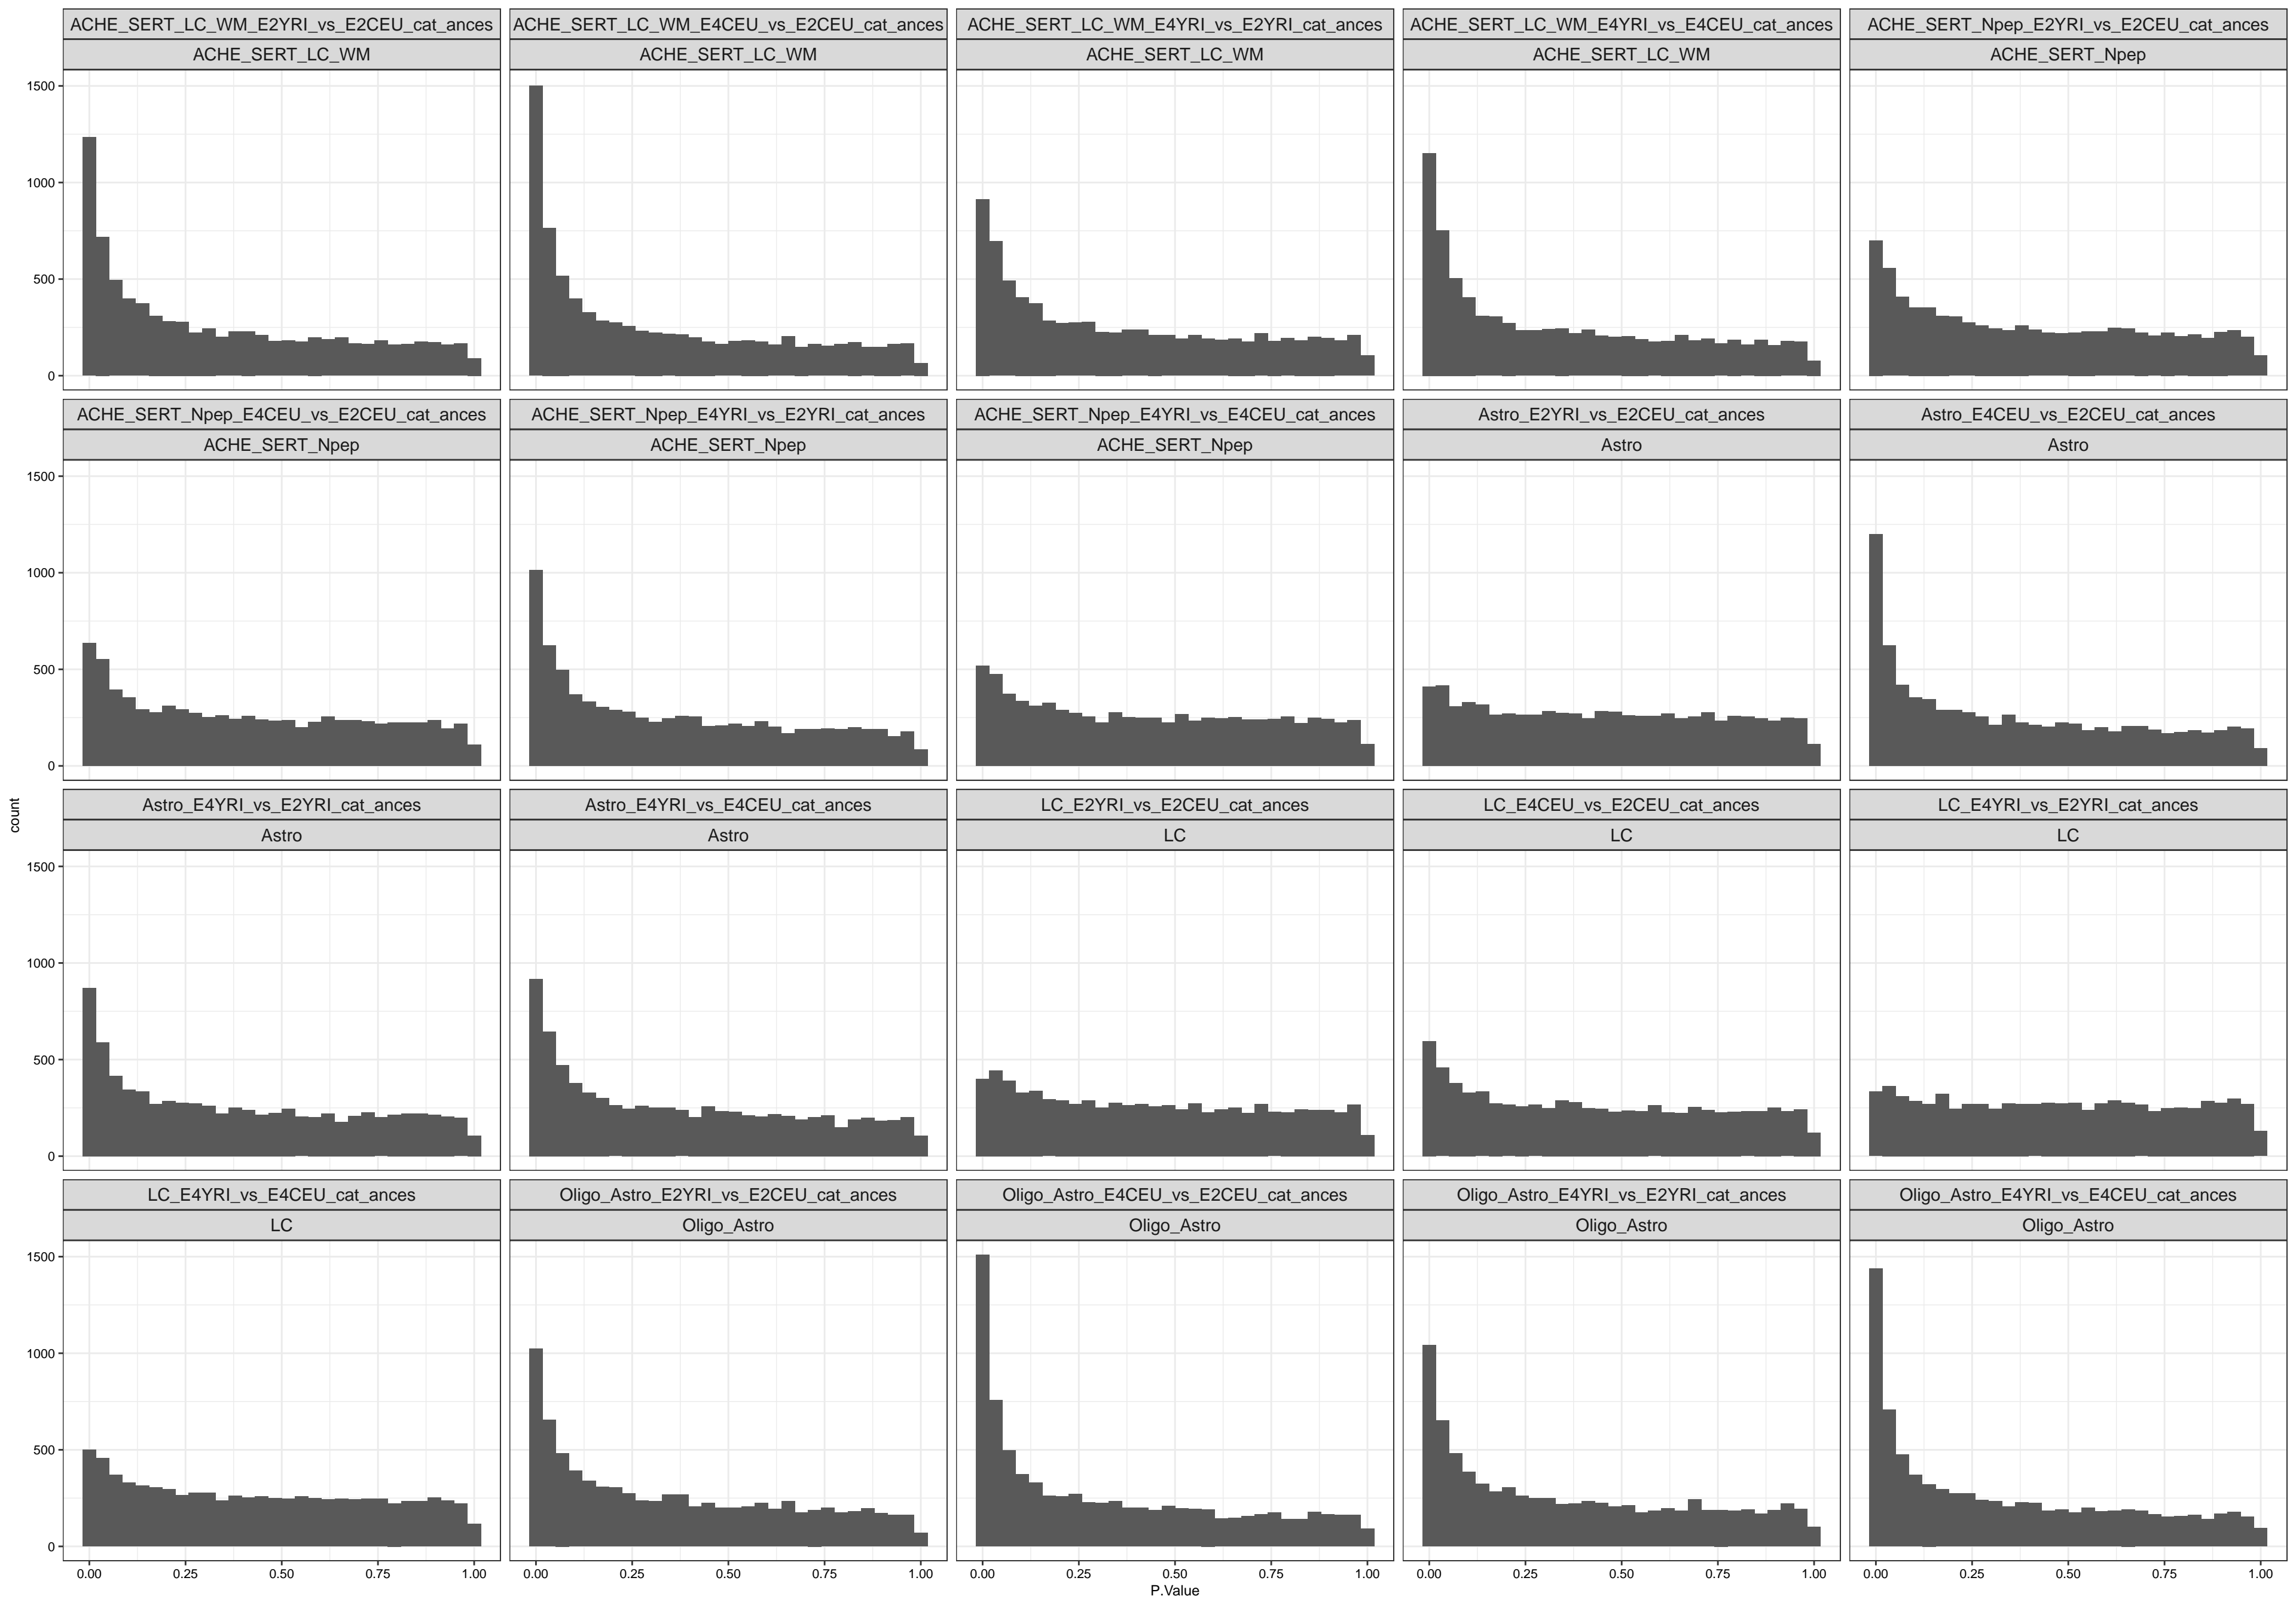 ACHE_SERT_LC_WM_E2YRI_vs_E2CEU_cat_ances
ACHE_SERT_LC_WM_E4CEU_vs_E2CEU_cat_ances
ACHE_SERT_LC_WM_E4YRI_vs_E2YRI_cat_ances
ACHE_SERT_LC_WM_E4YRI_vs_E4CEU_cat_ances
ACHE_SERT_Npep_E2YRI_vs_E2CEU_cat_ances
ACHE_SERT_LC_WM
ACHE_SERT_LC_WM
ACHE_SERT_LC_WM
ACHE_SERT_LC_WM
ACHE_SERT_Npep
1500
1000
500
0
ACHE_SERT_Npep_E4CEU_vs_E2CEU_cat_ances
ACHE_SERT_Npep_E4YRI_vs_E2YRI_cat_ances
ACHE_SERT_Npep_E4YRI_vs_E4CEU_cat_ances
Astro_E2YRI_vs_E2CEU_cat_ances
Astro_E4CEU_vs_E2CEU_cat_ances
ACHE_SERT_Npep
ACHE_SERT_Npep
ACHE_SERT_Npep
Astro
Astro
1500
1000
500
0
count
Astro_E4YRI_vs_E2YRI_cat_ances
Astro_E4YRI_vs_E4CEU_cat_ances
LC_E2YRI_vs_E2CEU_cat_ances
LC_E4CEU_vs_E2CEU_cat_ances
LC_E4YRI_vs_E2YRI_cat_ances
Astro
Astro
LC
LC
LC
1500
1000
500
0
LC_E4YRI_vs_E4CEU_cat_ances
Oligo_Astro_E2YRI_vs_E2CEU_cat_ances
Oligo_Astro_E4CEU_vs_E2CEU_cat_ances
Oligo_Astro_E4YRI_vs_E2YRI_cat_ances
Oligo_Astro_E4YRI_vs_E4CEU_cat_ances
LC
Oligo_Astro
Oligo_Astro
Oligo_Astro
Oligo_Astro
1500
1000
500
0
0.00 0.25 0.50 0.75 1.00
0.00 0.25 0.50 0.75 1.00
0.00 0.25 0.50 0.75 1.00
0.00 0.25 0.50 0.75 1.00
0.00 0.25 0.50 0.75 1.00
P.Value